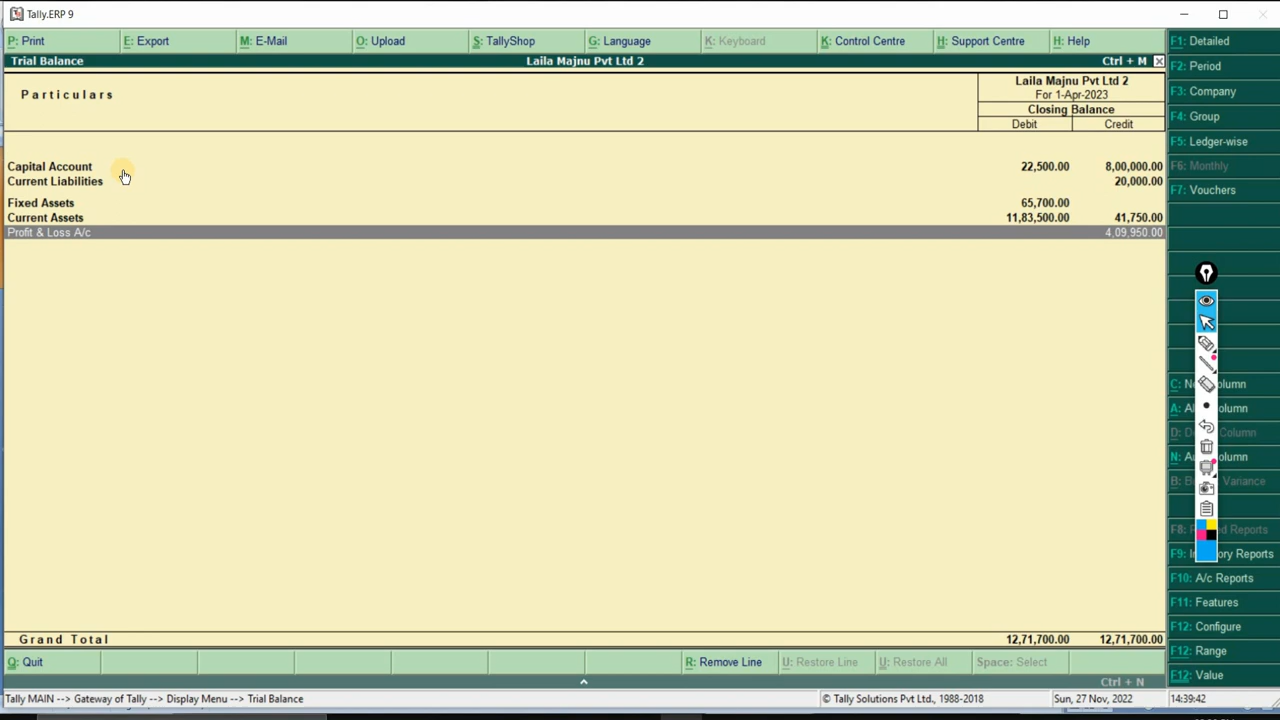 Tally.ERP 9
P: Print E: Export M: E-Mail O: Upload S: TallyShop G: Language K: Keyboard K: Control Centre H: Support Centre H: Help
Trial Balance Laila Majnu Pvt Ltd 2 Ctrl + M
Particulars
Laila Majnu Pvt Ltd 2
For 1-Apr-2023
Closing Balance
Debit Credit
Capital Account 22,500.00 8,00,000.00
Current Liabilities 20,000.00
Fixed Assets 65,700.00
Current Assets 11,83,500.00 41,750.00
Profit & Loss A/c 4,09,950.00
Grand Total 12,71,700.00 12,71,700.00
F1: Detailed
F2: Period
F3: Company
F4: Group
F5: Ledger-wise
F6: Monthly
F7: Vouchers
C:
A:
D:
N:
B: Variance
F8: Reports
F9: Reports
F10: A/c Reports
F11: Features
F12: Configure
F12: Range
F12: Value
Q: Quit R: Remove Line U: Restore Line U: Restore All Space: Select
Ctrl + N
Tally MAIN --> Gateway of Tally --> Display Menu --> Trial Balance © Tally Solutions Pvt Ltd., 1988-2018 Sun, 27 Nov, 2022 14:39:42